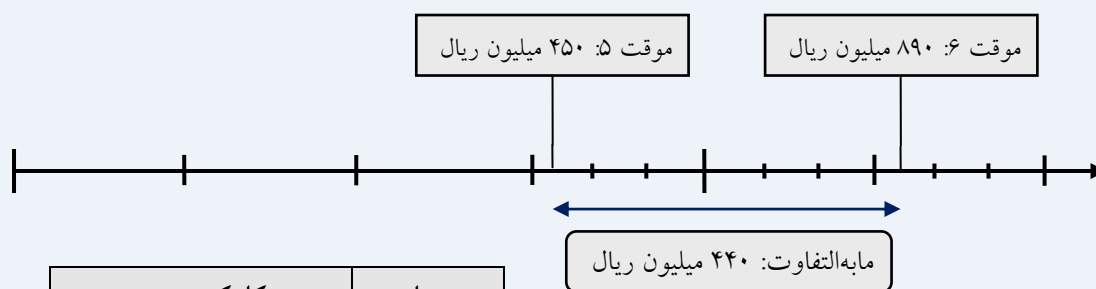 موقت ۵: ۴۵۰ میلیون ریال
موقت ۶: ۸۹۰ میلیون ریال
مابه‌التفاوت: ۴۴۰ میلیون ریال